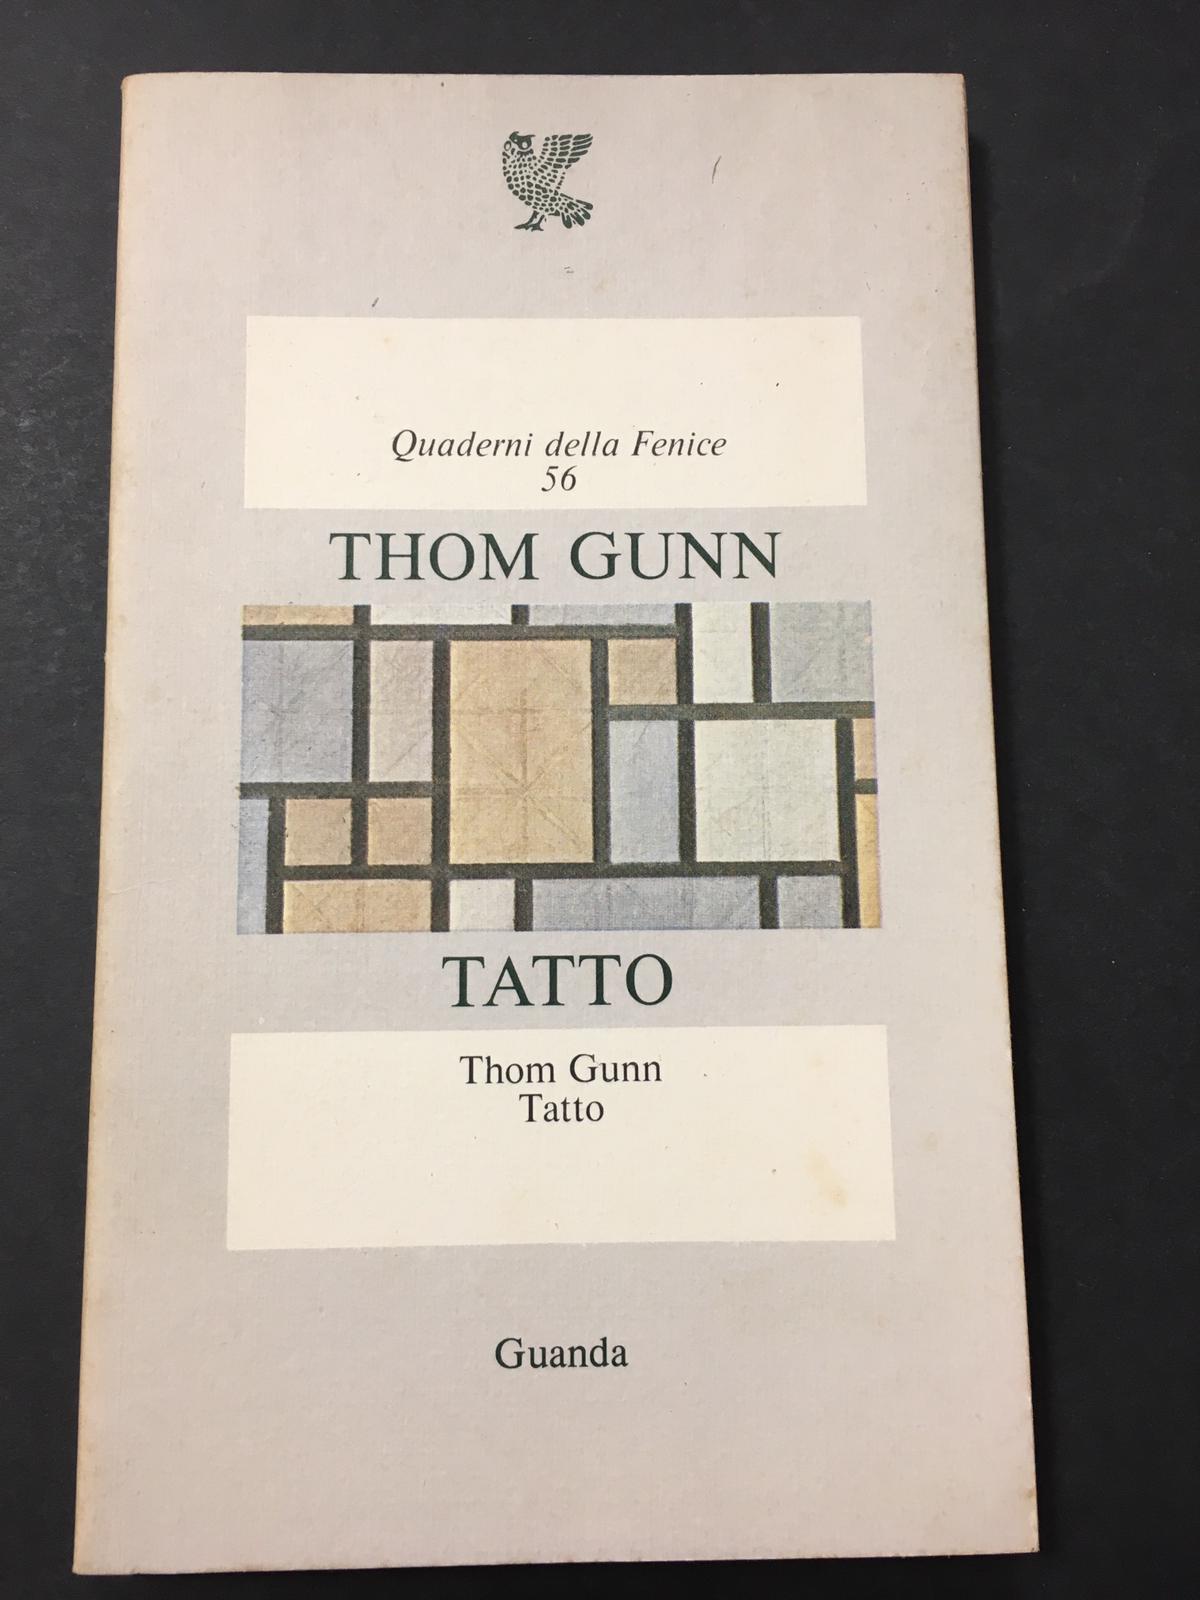 Quaderni della Fenice
56
THOM GUNN
TATTO
Thom Gunn
Tatto
Guanda